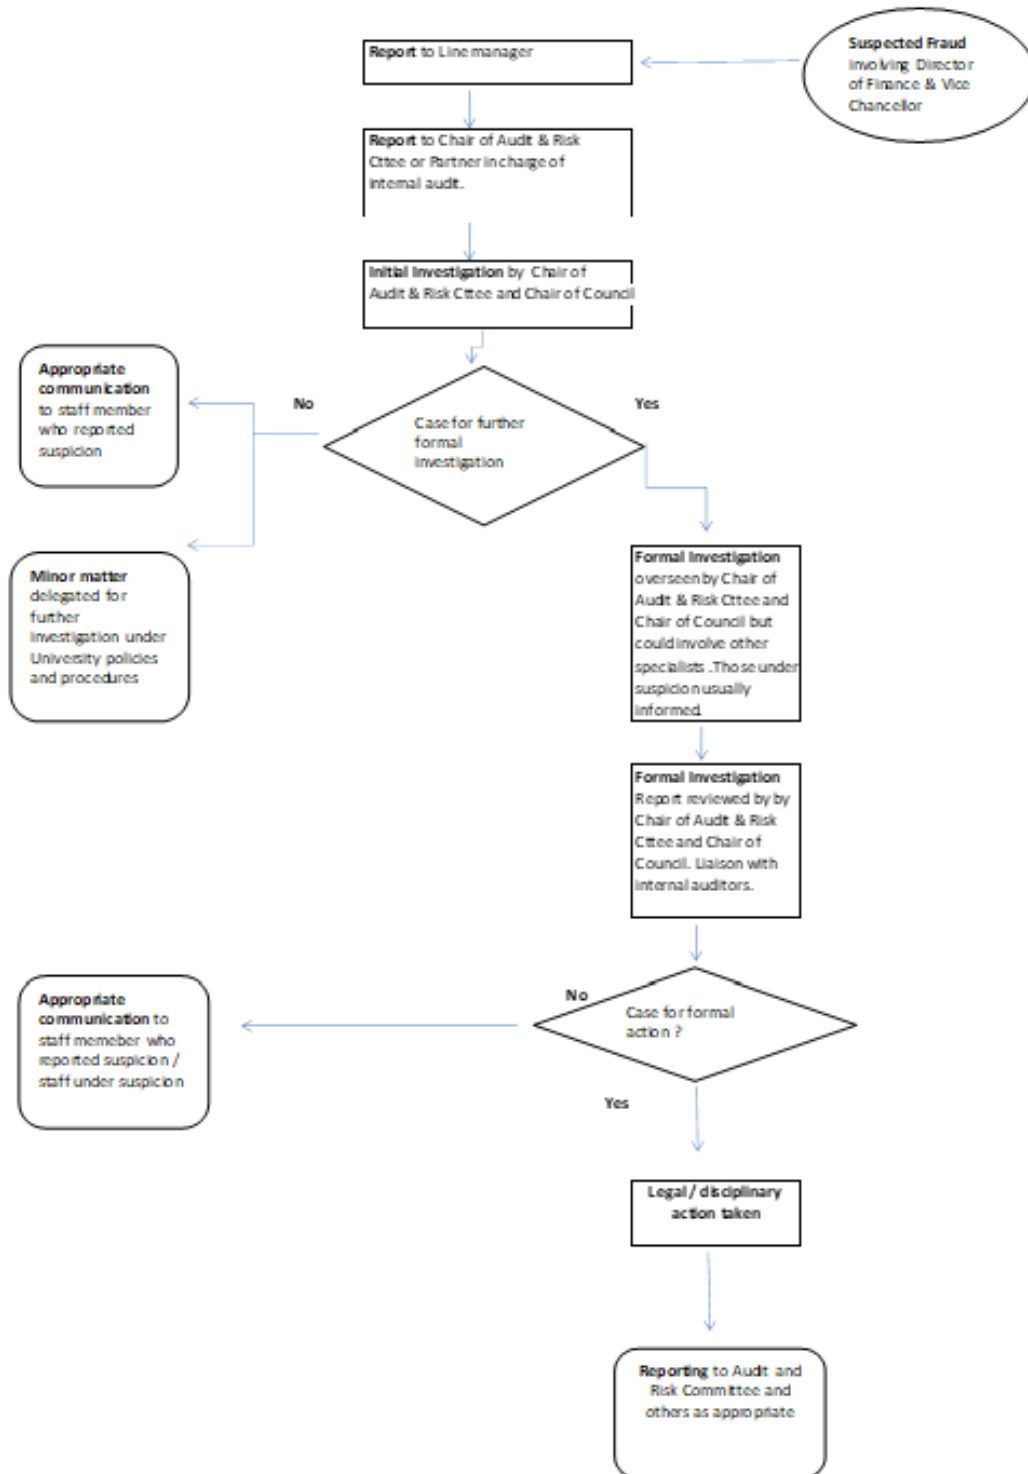 Suspected Fraud
involving Director
of Finance & Vice
Chancellor
Report to Line manager
Report to Chair of Audit & Risk
Cttee or Partner in charge of
internal audit.
Initial Investigation by Chair of
Audit & Risk Cttee and Chair of Council
Case for further
formal
investigation
No
Yes
Appropriate
communication
to staff member
who reported
suspicion
Minor matter
delegated for
further
investigation under
University policies
and procedures
Formal Investigation
overseen by Chair of
Audit & Risk Cttee and
Chair of Council but
could involve other
specialists .Those under
suspicion usually
informed.
Formal Investigation
Report reviewed by by
Chair of Audit & Risk
Cttee and Chair of
Council. Liaison with
internal auditors.
Case for formal
action ?
No
Yes
Appropriate
communication to
staff memeber who
reported suspicion /
staff under suspicion
Legal / disciplinary
action taken
Reporting to Audit and
Risk Committee and
others as appropriate